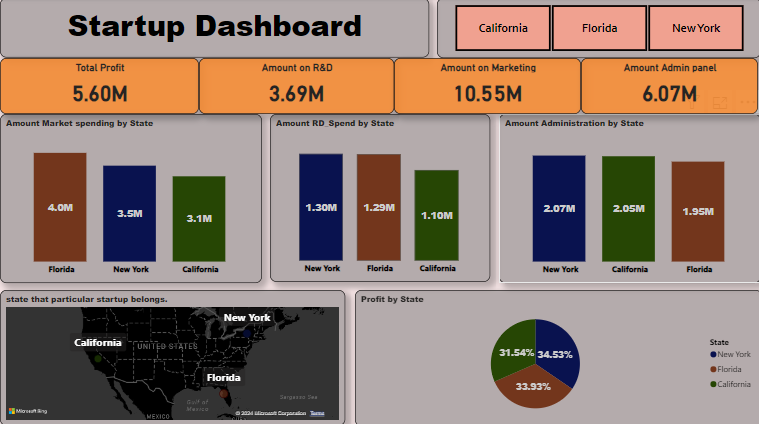 Startup Dashboard
California
Florida
New York
Total Profit
5.60M
Amount on R&D
3.69M
Amount on Marketing
10.55M
Amount Admin panel
6.07M
Amount Market spending by State
4.0M
3.5M
3.1M
Florida
New York
California
Amount RD_Spend by State
1.30M
1.29M
1.10M
New York
Florida
California
Amount Administration by State
2.07M
2.05M
1.95M
New York
California
Florida
state that particular startup belongs.
New York
California
UNITED STATES
Florida
Gulf of
Mexico
Sargasso Sea
MEXICO
Microsoft Bing
© 2024 Microsoft Corporation Terms
Profit by State
31.54%
34.53%
33.93%
State
New York
Florida
California